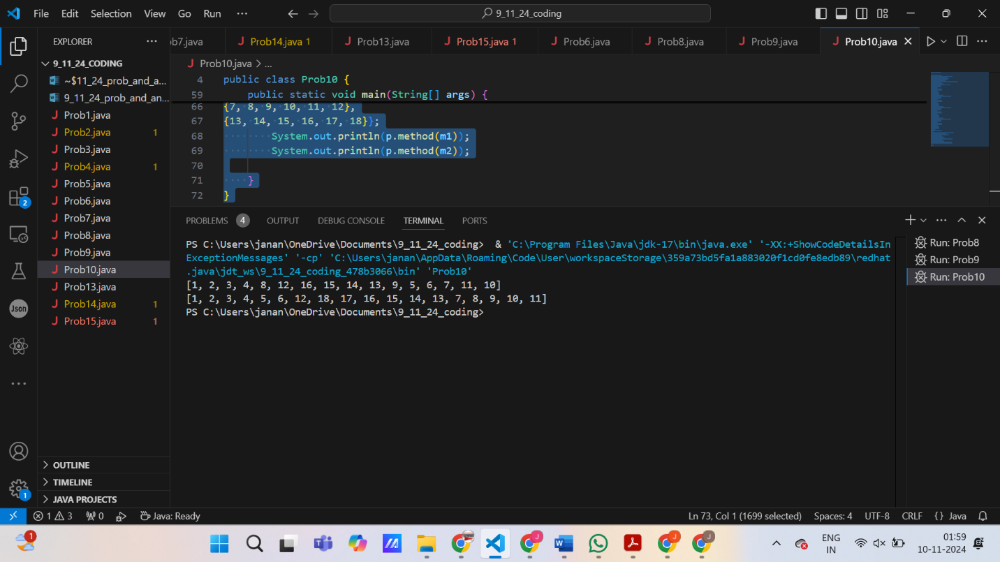 File Edit Selection View Go Run ··· 9_11_24_coding
EXPLORER ···
b7.java Prob14.java 1 Prob13.java Prob15.java 1 Prob6.java Prob8.java Prob9.java Prob10.java
9_11_24_CODING
~$11_24_prob_and_a...
9_11_24_prob_and_an...
Prob1.java
Prob2.java 1
Prob3.java
Prob4.java 1
Prob5.java
Prob6.java
Prob7.java
Prob8.java
Prob9.java
Prob10.java
Prob13.java
Prob14.java 1
Prob15.java 1
OUTLINE
TIMELINE
JAVA PROJECTS
2
Json
1
Prob10.java > ...
4 public class Prob10 {
59 public static void main(String[] args) {
66 {7, 8, 9, 10, 11, 12},
67 {13, 14, 15, 16, 17, 18}};
68 System.out.println(p.method(m1));
69 System.out.println(p.method(m2));
70
71 }
72 }
PROBLEMS 4 OUTPUT DEBUG CONSOLE TERMINAL PORTS
PS C:\Users\janan\OneDrive\Documents\9_11_24_coding> & 'C:\Program Files\Java\jdk-17\bin\java.exe' '-XX:+ShowCodeDetailsIn
ExceptionMessages' '-cp' 'C:\Users\janan\AppData\Roaming\Code\User\workspaceStorage\359a73bd5fa1a883020f1cd0fe8edb89\redhat
.java\jdt_ws\9_11_24_coding_478b3066\bin' 'Prob10'
[1, 2, 3, 4, 8, 12, 16, 15, 14, 13, 9, 5, 6, 7, 11, 10]
[1, 2, 3, 4, 5, 6, 12, 18, 17, 16, 15, 14, 13, 7, 8, 9, 10, 11]
PS C:\Users\janan\OneDrive\Documents\9_11_24_coding>
Run: Prob8
Run: Prob9
Run: Prob10
1 3 0 Java: Ready Ln 73, Col 1 (1699 selected) Spaces: 4 UTF-8 CRLF {} Java
1
J J J
ENG
IN
01:59
10-11-2024